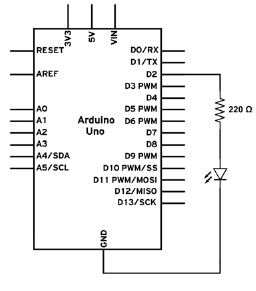 3V3
5V
VIN
RESET
AREF
A0
A1
A2
A3
A4/SDA
A5/SCL
Arduino
Uno
D0/RX
D1/TX
D2
D3 PWM
D4
D5 PWM
D6 PWM
D7
D8
D9 PWM
D10 PWM/SS
D11 PWM/MOSI
D12/MISO
D13/SCK
220 Ω
GND